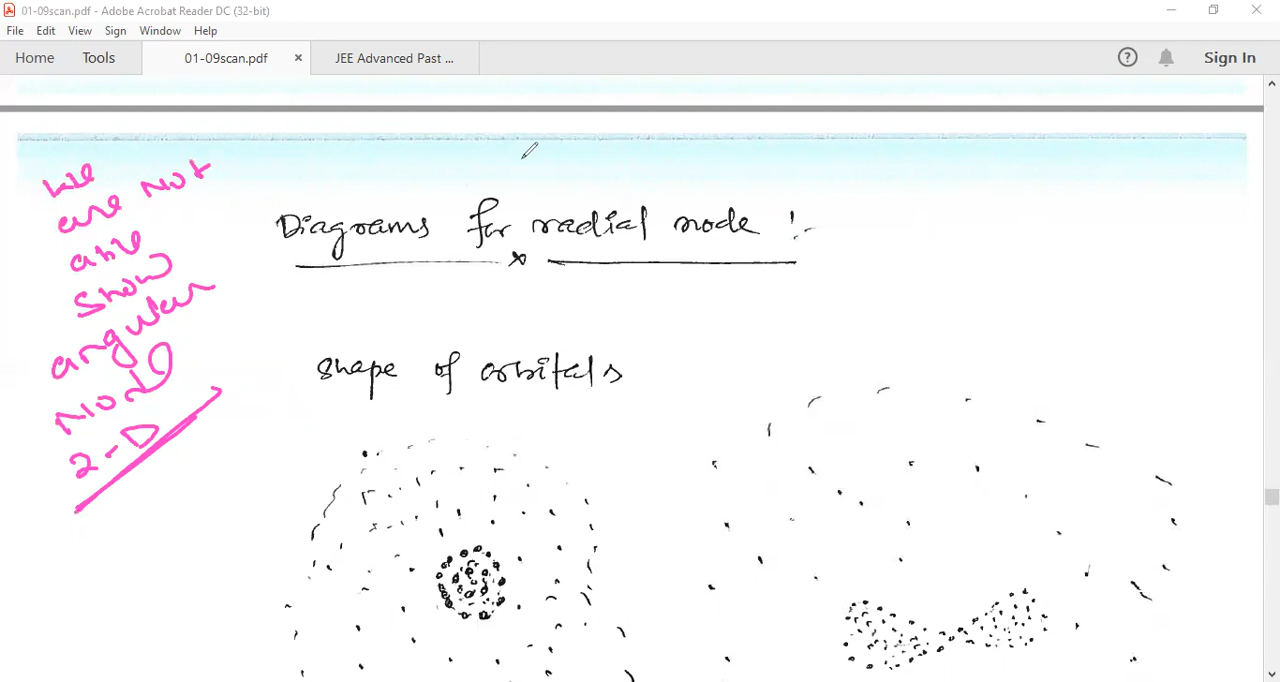 01-09scan.pdf - Adobe Acrobat Reader DC (32-bit)
File Edit View Sign Window Help
Home Tools 01-09scan.pdf × JEE Advanced Past ... Sign In
We
are Not
able
Show
angular
Nod
2-D
Diagrams for radial node :-
shape of orbitals